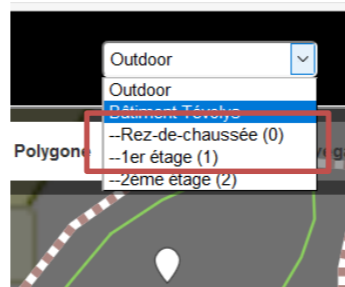 Outdoor
Outdoor
Bâtiment Tévolys
--Rez-de-chaussée (0)
Polygone
--1er étage (1)
--2ème étage (2)